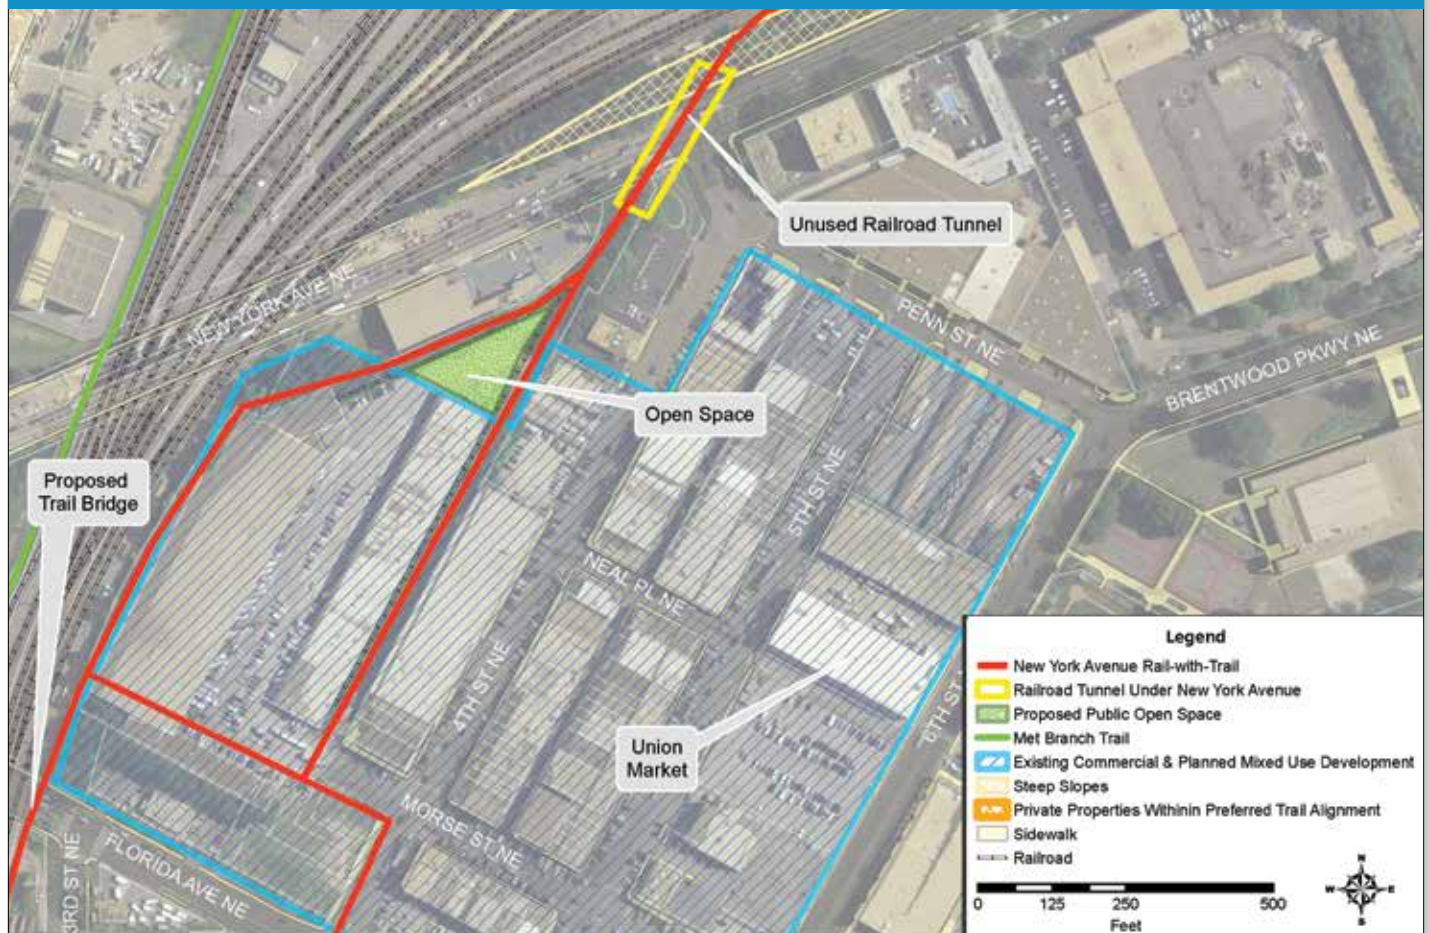 Unused Railroad Tunnel
NEW YORK AVE NE
PENN ST NE
BRENTWOOD PKWY NE
Open Space
Proposed
Trail Bridge
5TH ST NE
NEAL PL NE
4TH ST NE
6TH ST
Union
Market
MORSE ST NE
FLORIDA AVE NE
3RD ST NE
Legend
New York Avenue Rail-with-Trail
Railroad Tunnel Under New York Avenue
Proposed Public Open Space
Met Branch Trail
Existing Commercial & Planned Mixed Use Development
Steep Slopes
Private Properties Withinin Preferred Trail Alignment
Sidewalk
Railroad
N
W E
S
0 125 250 500
Feet